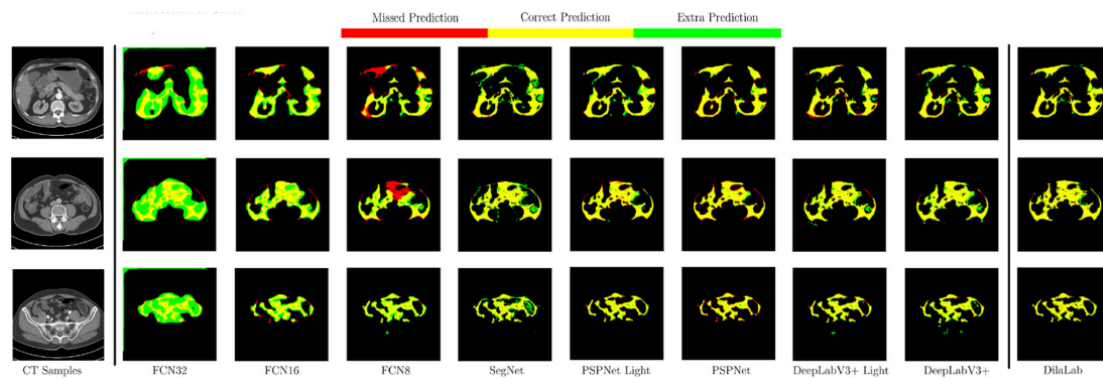 Missed Prediction Correct Prediction Extra Prediction
CT Samples FCN32 FCN16 FCN8 SegNet PSPNet Light PSPNet DeepLabV3+ Light DeepLabV3+ DilaLab